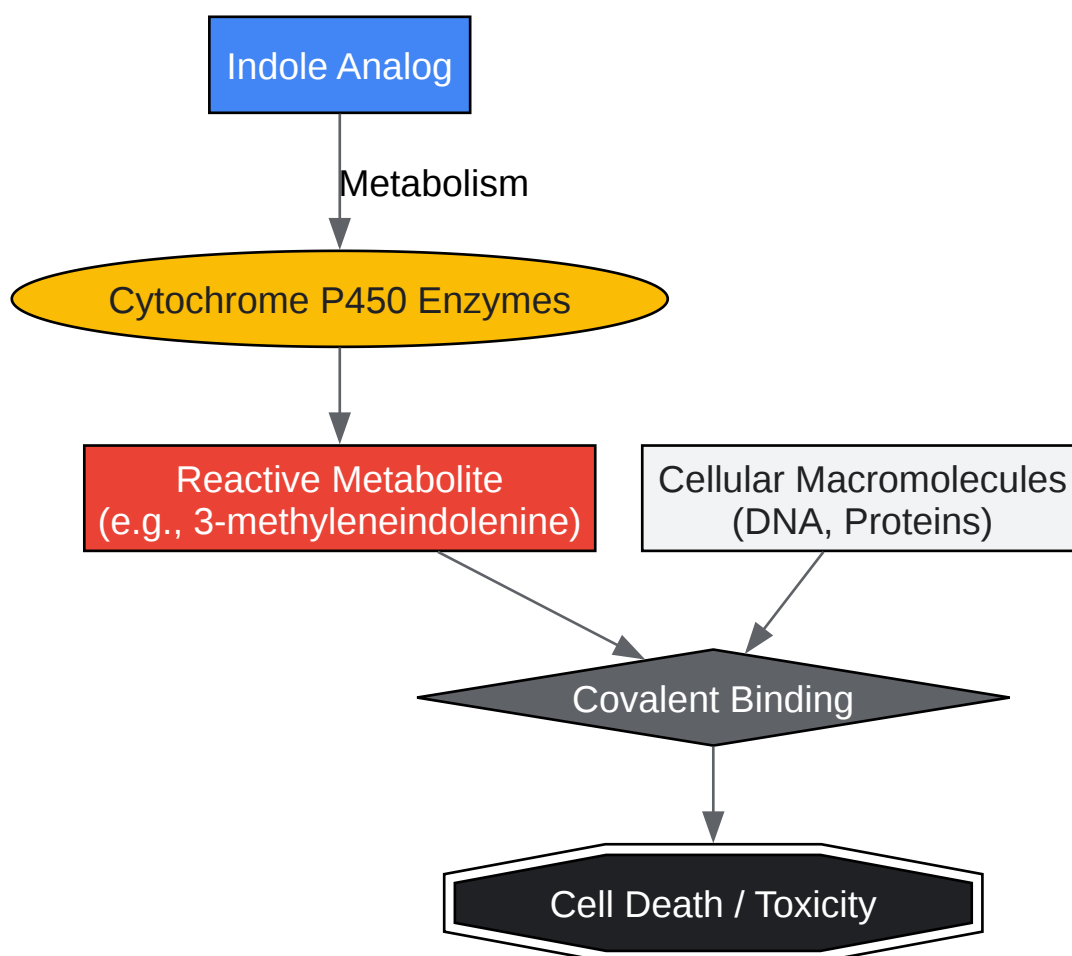 Indole Analog
Metabolism
Cytochrome P450 Enzymes
Reactive Metabolite
(e.g., 3-methyleneindolenine)
Cellular Macromolecules
(DNA, Proteins)
Covalent Binding
Cell Death / Toxicity